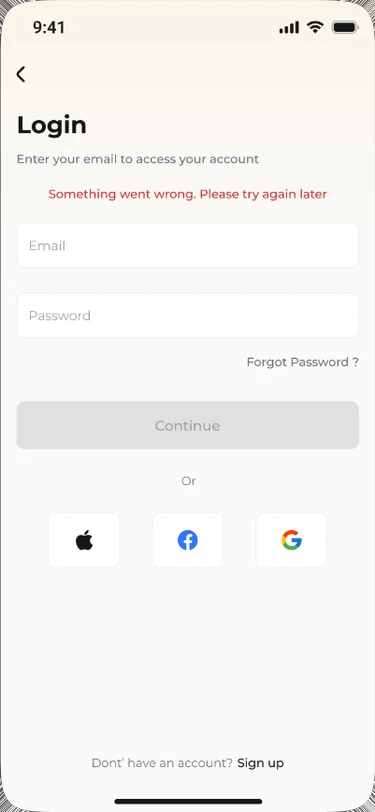 9:41
Login
Enter your email to access your account
Something went wrong. Please try again later
Email
Password
Forgot Password ?
Continue
Or
Dont’ have an account? Sign up